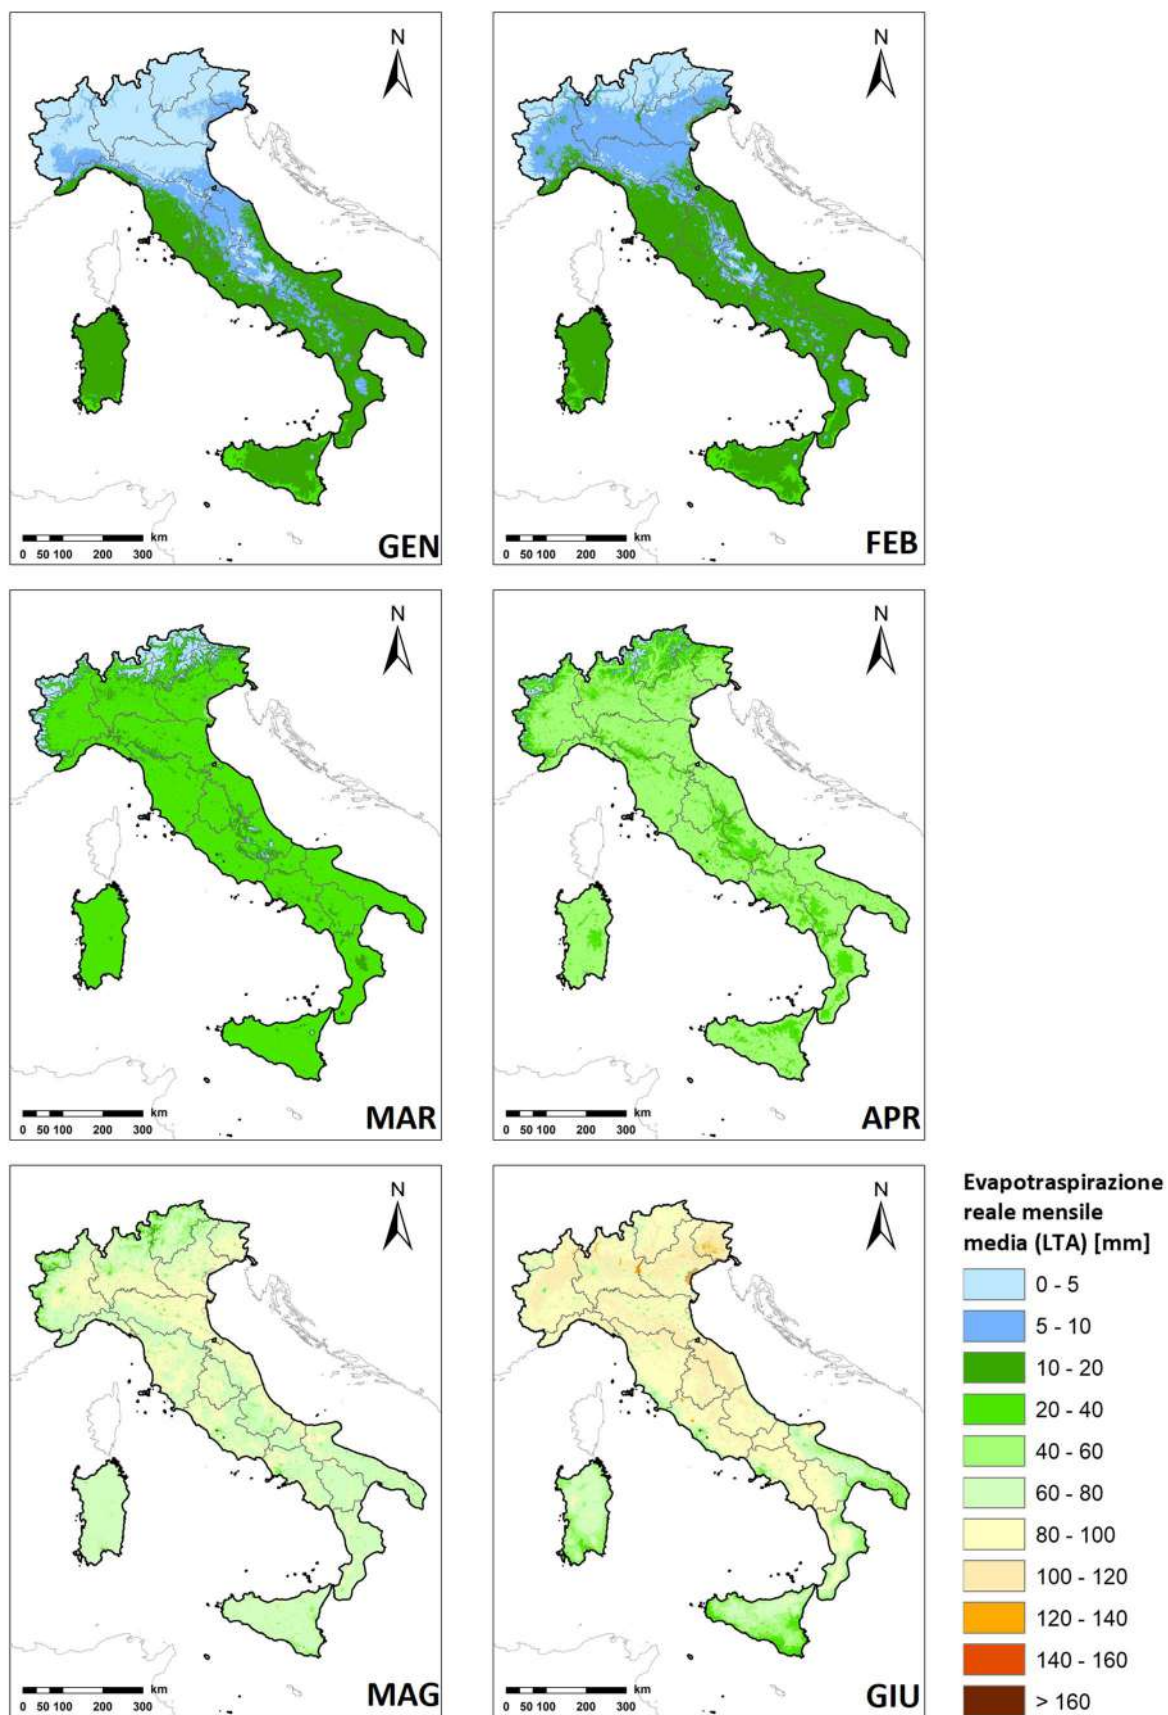 N
N
km
0 50 100 200 300
GEN
km
0 50 100 200 300
FEB
N
N
km
0 50 100 200 300
MAR
km
0 50 100 200 300
APR
N
N
Evapotraspirazione
reale mensile
media (LTA) [mm]
0 - 5
5 - 10
10 - 20
20 - 40
40 - 60
60 - 80
80 - 100
100 - 120
120 - 140
140 - 160
> 160
km
0 50 100 200 300
MAG
km
0 50 100 200 300
GIU